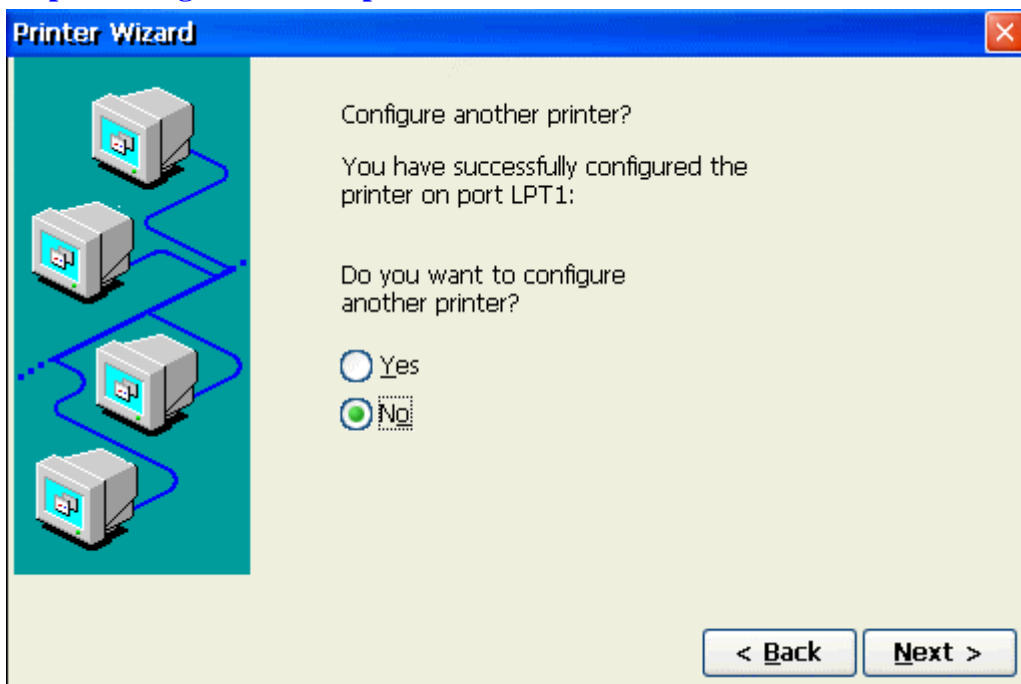 Printer Wizard
Configure another printer?
You have successfully configured the
printer on port LPT1:
Do you want to configure
another printer?
Yes
No
< Back
Next >